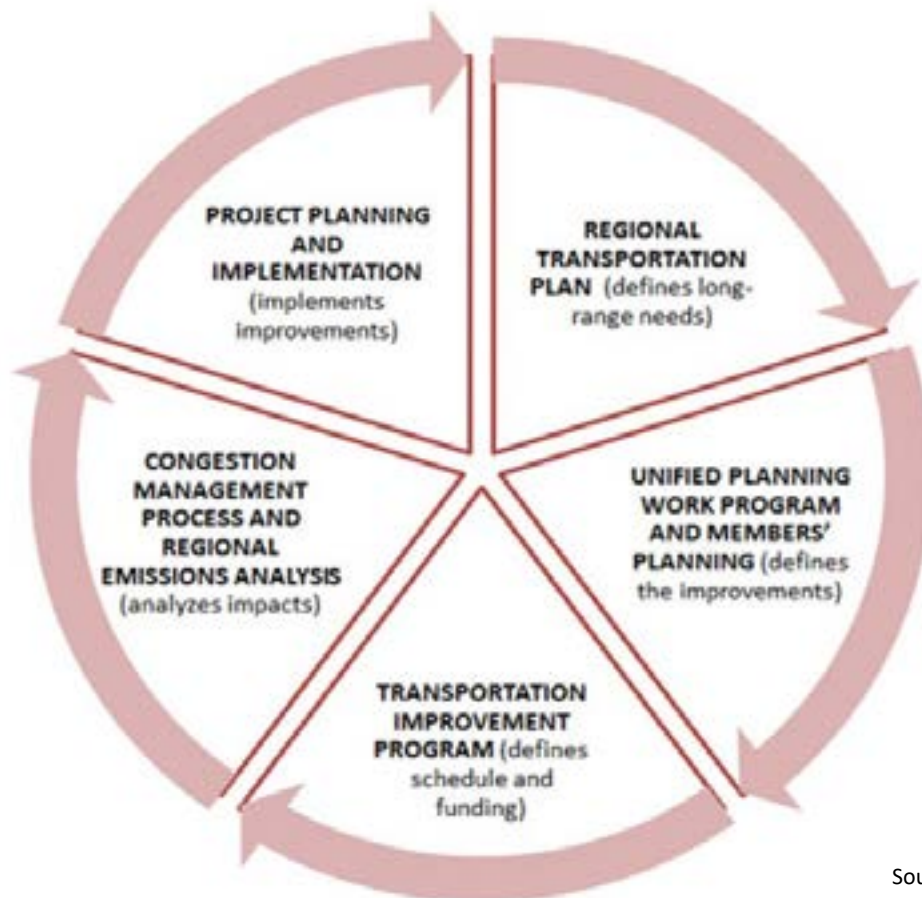 PROJECT PLANNING
AND
IMPLEMENTATION
(implements
improvements)
REGIONAL
TRANSPORTATION
PLAN (defines long-
range needs)
UNIFIED PLANNING
WORK PROGRAM
AND MEMBERS'
PLANNING (defines
the improvements)
TRANSPORTATION
IMPROVEMENT
PROGRAM (defines
schedule and
funding)
CONGESTION
MANAGEMENT
PROCESS AND
REGIONAL
EMISSIONS ANALYSIS
(analyzes impacts)
Sou